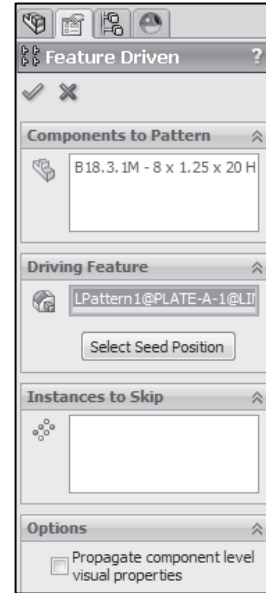 Feature Driven ?
Components to Pattern
B18.3.1M - 8 x 1.25 x 20 H
Driving Feature
LPattern1@PLATE-A-1@LI
Select Seed Position
Instances to Skip
Options
Propagate component level
visual properties